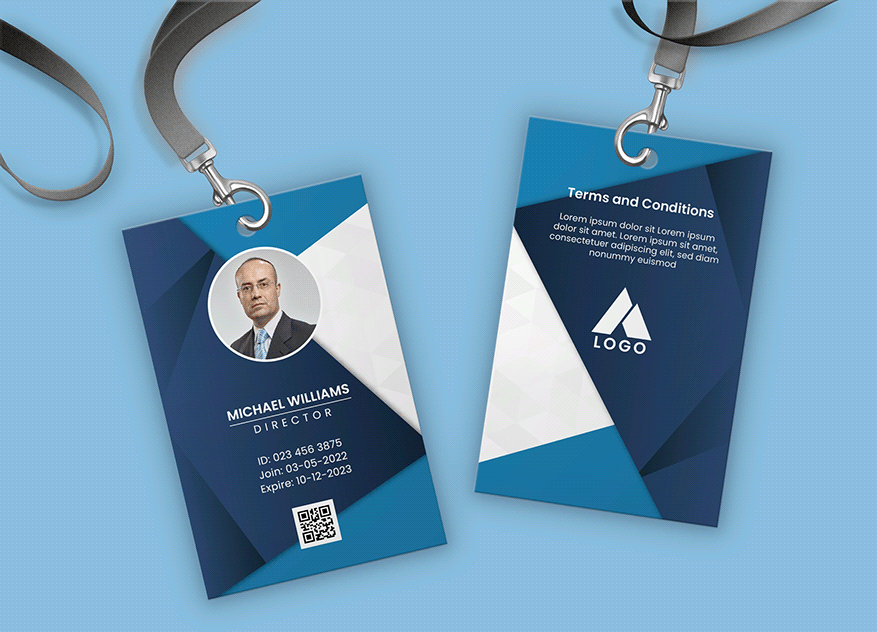 MICHAEL WILLIAMS
DIRECTOR
ID: 023 456 3875
Join: 03-05-2022
Expire: 10-12-2023
Terms and Conditions
Lorem ipsum dolor sit Lorem ipsum
dolor sit amet. Lorem ipsum sit amet,
consectetuer adipiscing elit, sed diam
nonummy euismod
LOGO